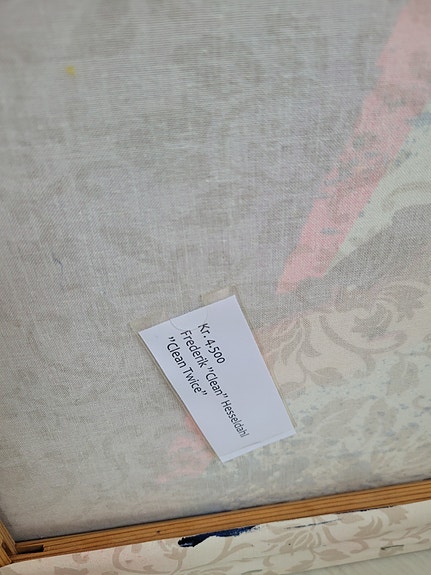 Kr. 4.500
Frederik "Clean" Hesseldahl
"Clean Twice"